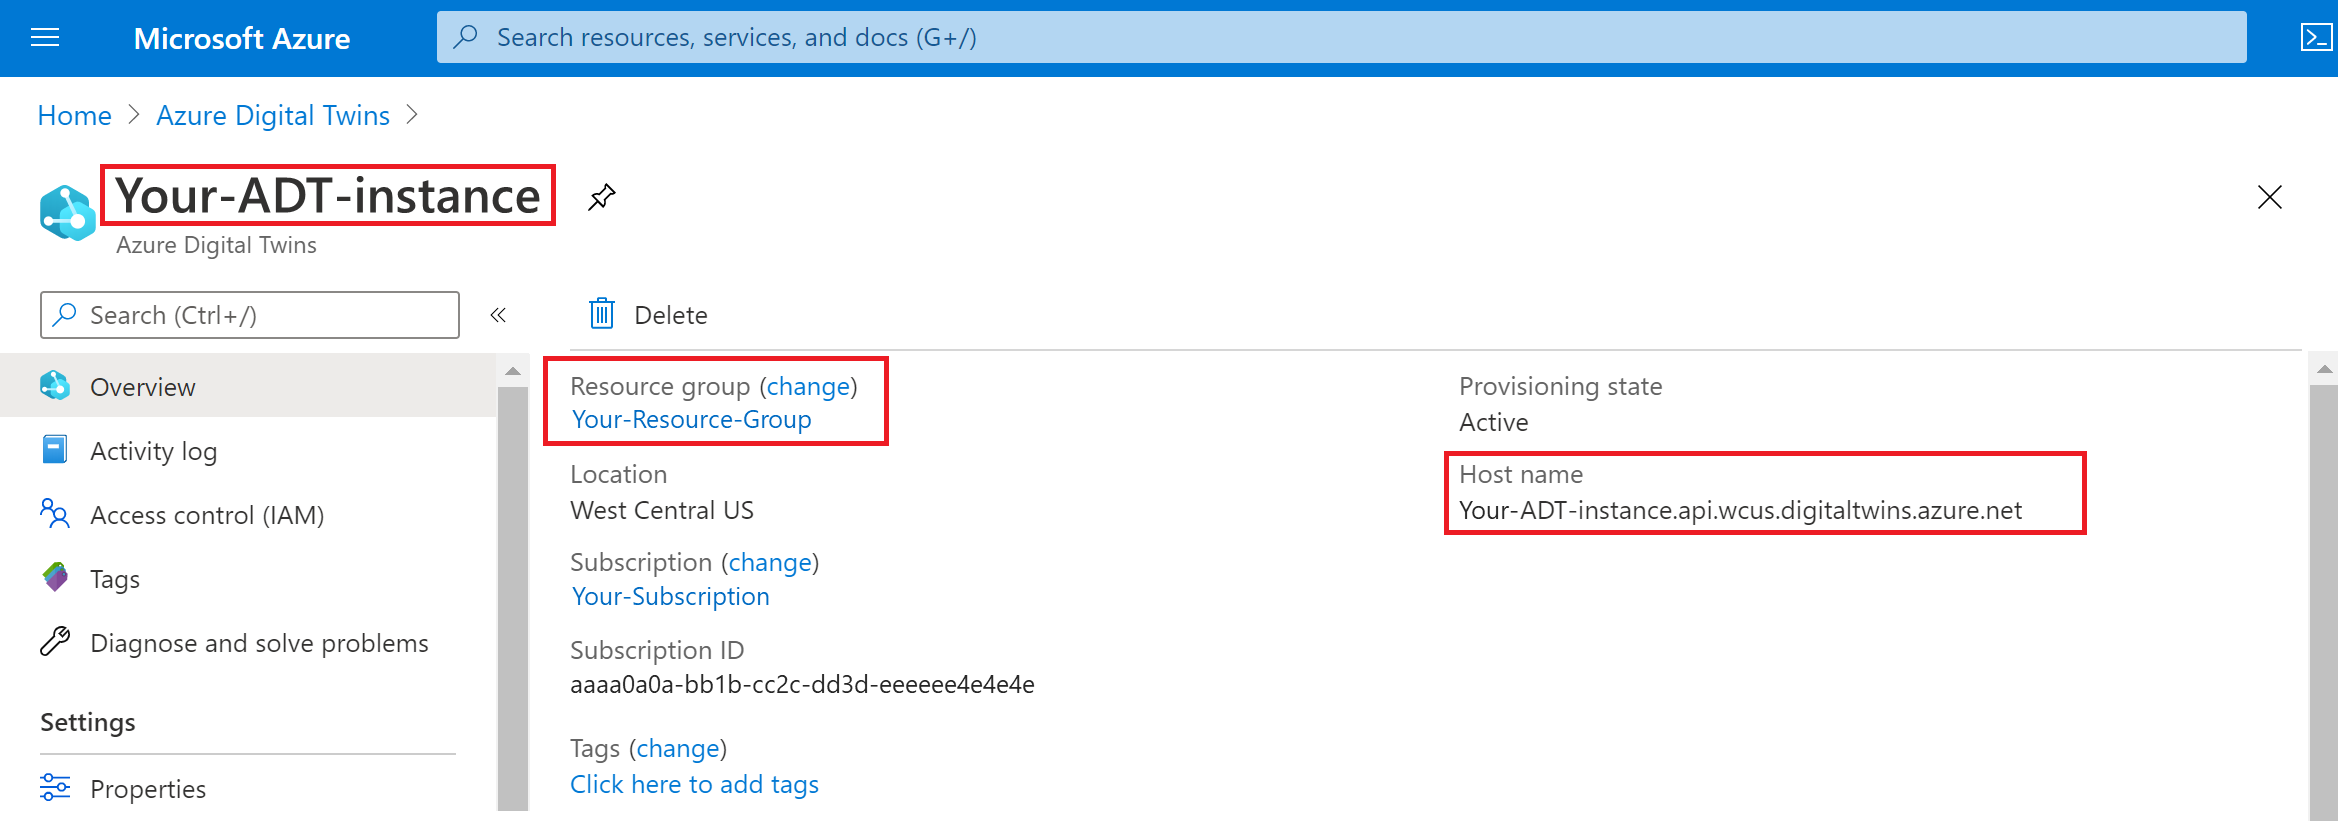 Microsoft Azure
Search resources, services, and docs (G+/)
Home > Azure Digital Twins >
Your-ADT-instance
Azure Digital Twins
Search (Ctrl+/)
«
Delete
Overview
Activity log
Access control (IAM)
Tags
Diagnose and solve problems
Settings
Properties
Resource group (change)
Your-Resource-Group
Location
West Central US
Subscription (change)
Your-Subscription
Subscription ID
aaaa0a0a-bb1b-cc2c-dd3d-eeeeee4e4e4e
Tags (change)
Click here to add tags
Provisioning state
Active
Host name
Your-ADT-instance.api.wcus.digitaltwins.azure.net